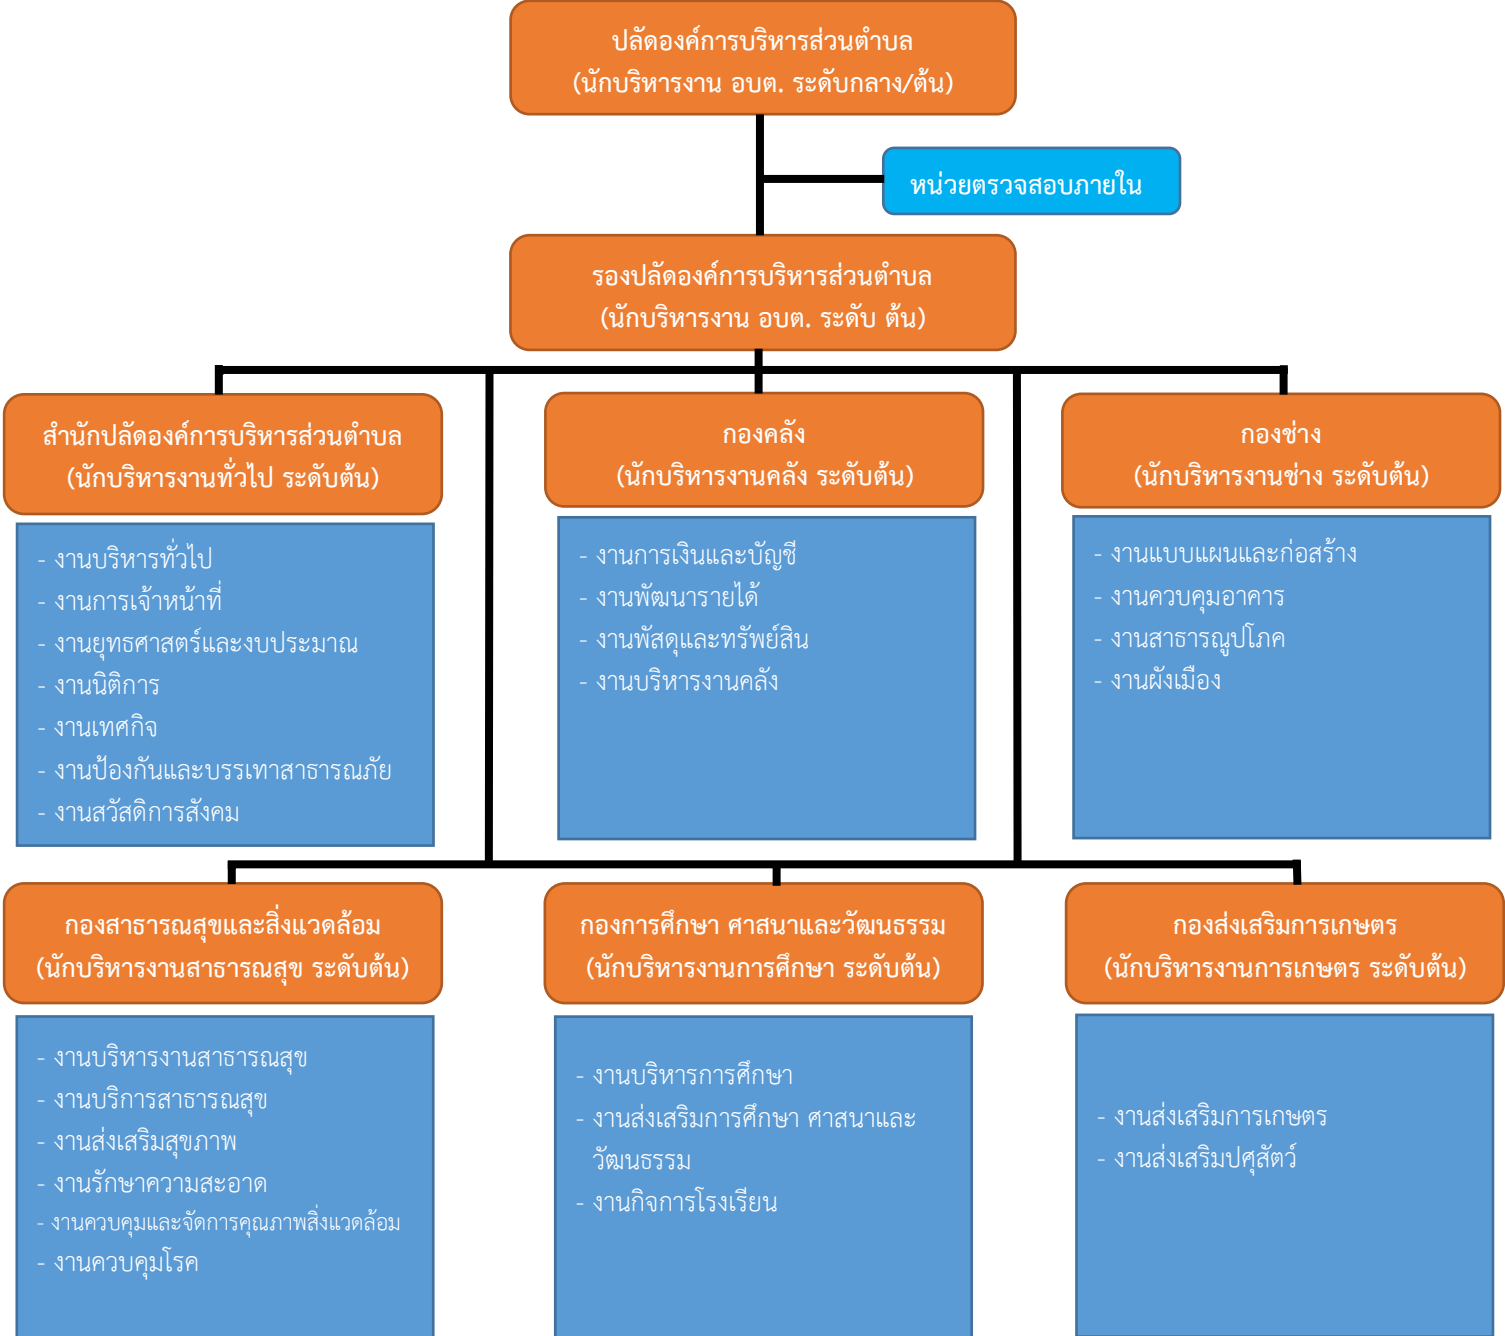 ปลัดองค์การบริหารส่วนตำบล
(นักบริหารงาน อบต. ระดับกลาง/ต้น)
หน่วยตรวจสอบภายใน
รองปลัดองค์การบริหารส่วนตำบล
(นักบริหารงาน อบต. ระดับ ต้น)
สำนักปลัดองค์การบริหารส่วนตำบล
(นักบริหารงานทั่วไป ระดับต้น)
- งานบริหารทั่วไป
- งานการเจ้าหน้าที่
- งานยุทธศาสตร์และงบประมาณ
- งานนิติการ
- งานเทศกิจ
- งานป้องกันและบรรเทาสาธารณภัย
- งานสวัสดิการสังคม
กองคลัง
(นักบริหารงานคลัง ระดับต้น)
- งานการเงินและบัญชี
- งานพัฒนารายได้
- งานพัสดุและทรัพย์สิน
- งานบริหารงานคลัง
กองช่าง
(นักบริหารงานช่าง ระดับต้น)
- งานแบบแผนและก่อสร้าง
- งานควบคุมอาคาร
- งานสาธารณูปโภค
- งานผังเมือง
กองสาธารณสุขและสิ่งแวดล้อม
(นักบริหารงานสาธารณสุข ระดับต้น)
- งานบริหารงานสาธารณสุข
- งานบริการสาธารณสุข
- งานส่งเสริมสุขภาพ
- งานรักษาความสะอาด
- งานควบคุมและจัดการคุณภาพสิ่งแวดล้อม
- งานควบคุมโรค
กองการศึกษา ศาสนาและวัฒนธรรม
(นักบริหารงานการศึกษา ระดับต้น)
- งานบริหารการศึกษา
- งานส่งเสริมการศึกษา ศาสนาและ
วัฒนธรรม
- งานกิจการโรงเรียน
กองส่งเสริมการเกษตร
(นักบริหารงานการเกษตร ระดับต้น)
- งานส่งเสริมการเกษตร
- งานส่งเสริมปศุสัตว์